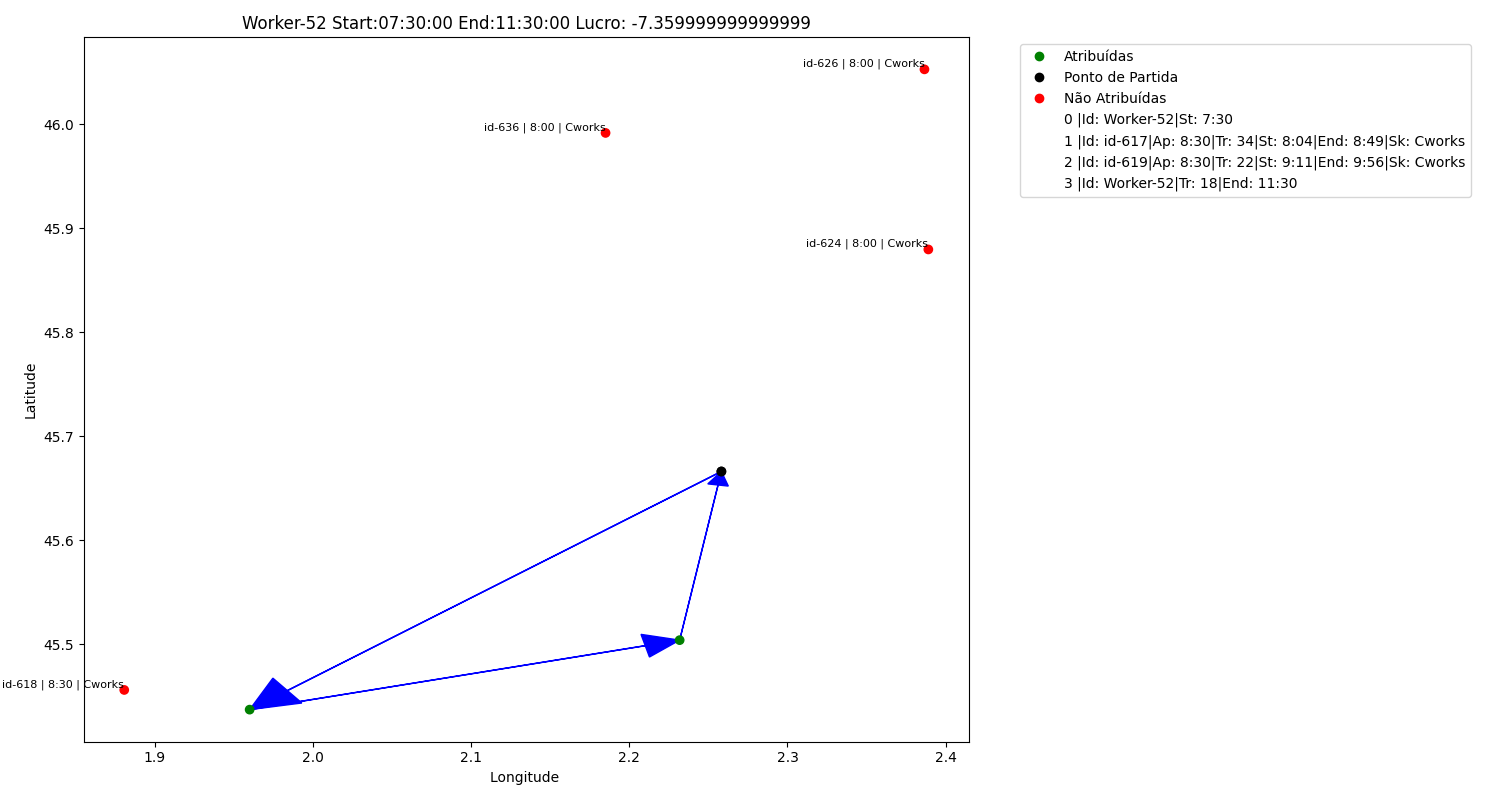 Worker-52 Start:07:30:00 End:11:30:00 Lucro: -7.359999999999999
id-626 | 8:00 | Cworks
id-636 | 8:00 | Cworks
id-624 | 8:00 | Cworks
id-618 | 8:30 | Cworks
46.0
45.9
45.8
45.7
45.6
45.5
Latitude
1.9
2.0
2.1
2.2
2.3
2.4
Longitude
Atribuídas
Ponto de Partida
Não Atribuídas
0 |Id: Worker-52|St: 7:30
1 |Id: id-617|Ap: 8:30|Tr: 34|St: 8:04|End: 8:49|Sk: Cworks
2 |Id: id-619|Ap: 8:30|Tr: 22|St: 9:11|End: 9:56|Sk: Cworks
3 |Id: Worker-52|Tr: 18|End: 11:30